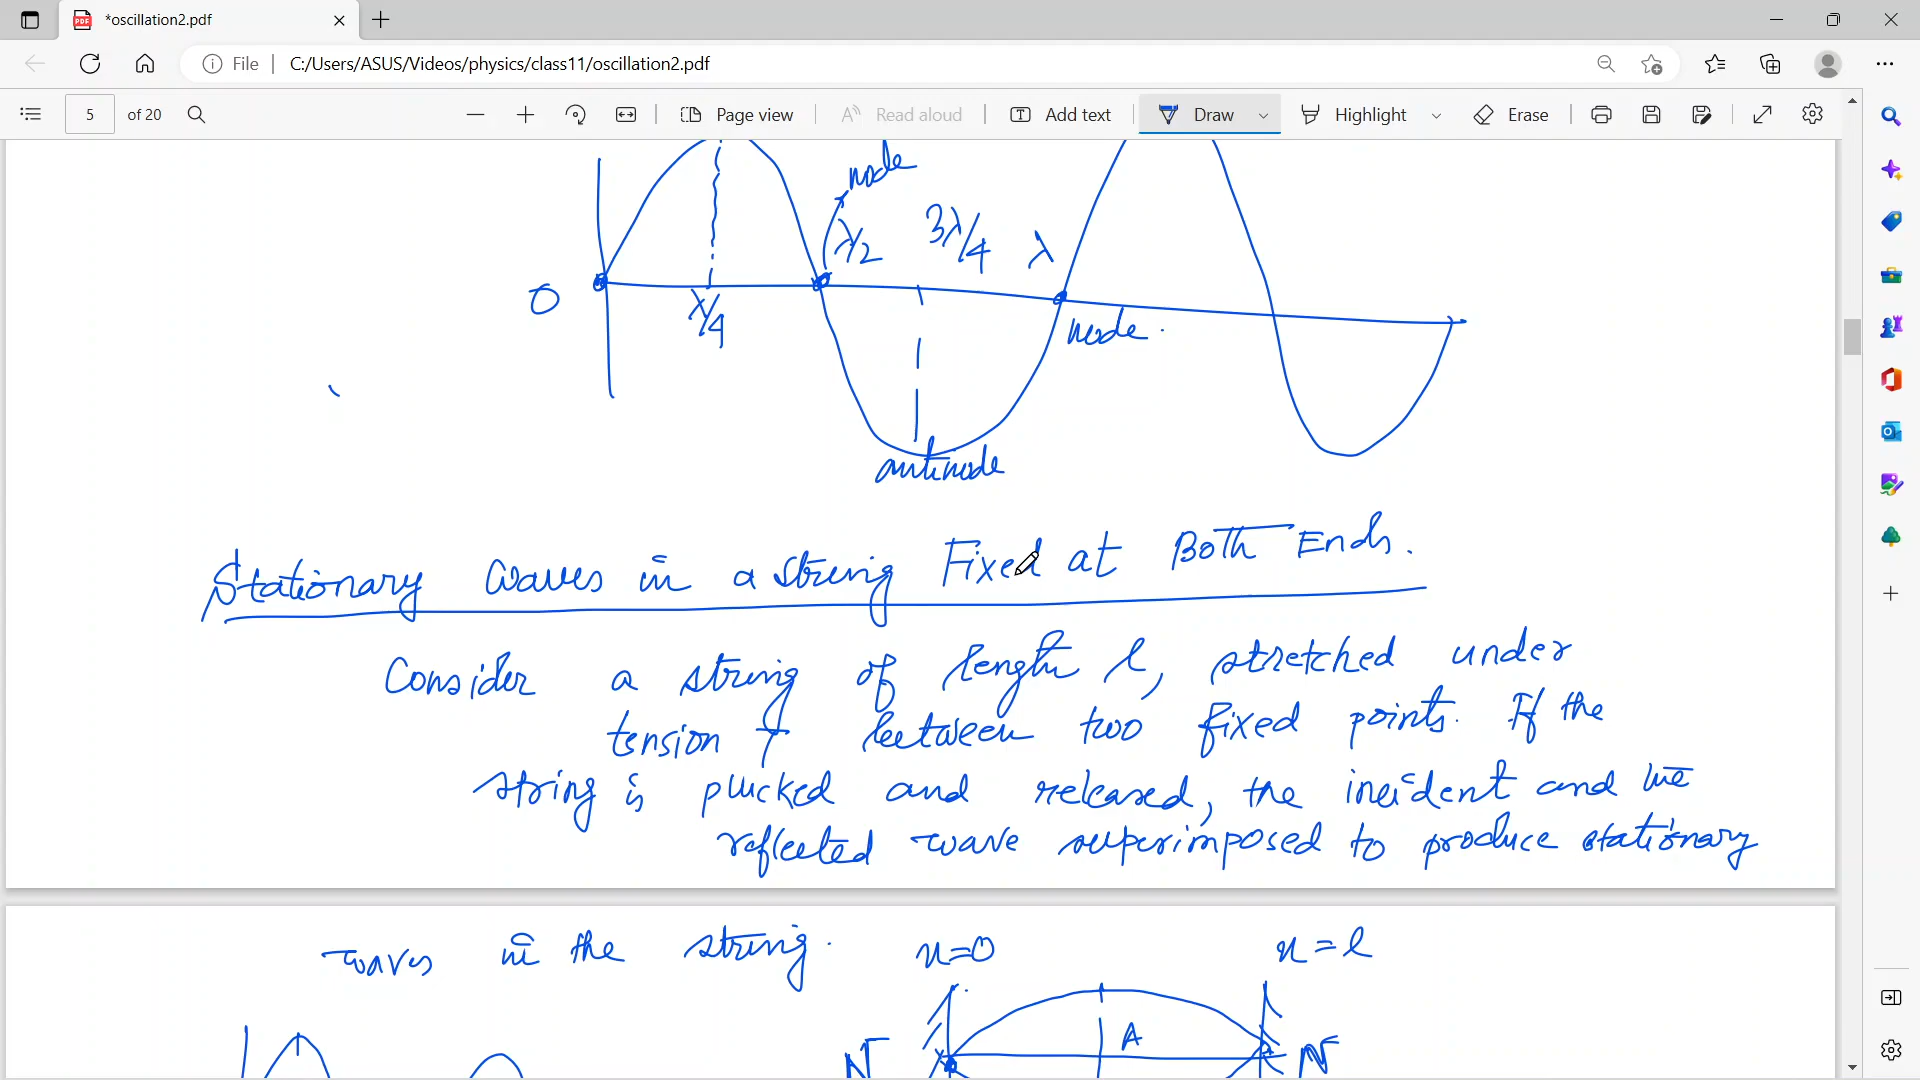 *oscillation2.pdf
File | C:/Users/ASUS/Videos/physics/class11/oscillation2.pdf
5 of 20 Page view Read aloud Add text Draw Highlight Erase
node
λ/2 3λ/4 λ
0 λ/4 node.
antinode
Stationary Waves in a string Fixed at Both Ends.
Consider a string of length l, stretched under
tension T between two fixed points. If the
string is plucked and released, the incident and the
reflected wave superimposed to produce stationary
waves in the string. x=0 x=l
A
N N